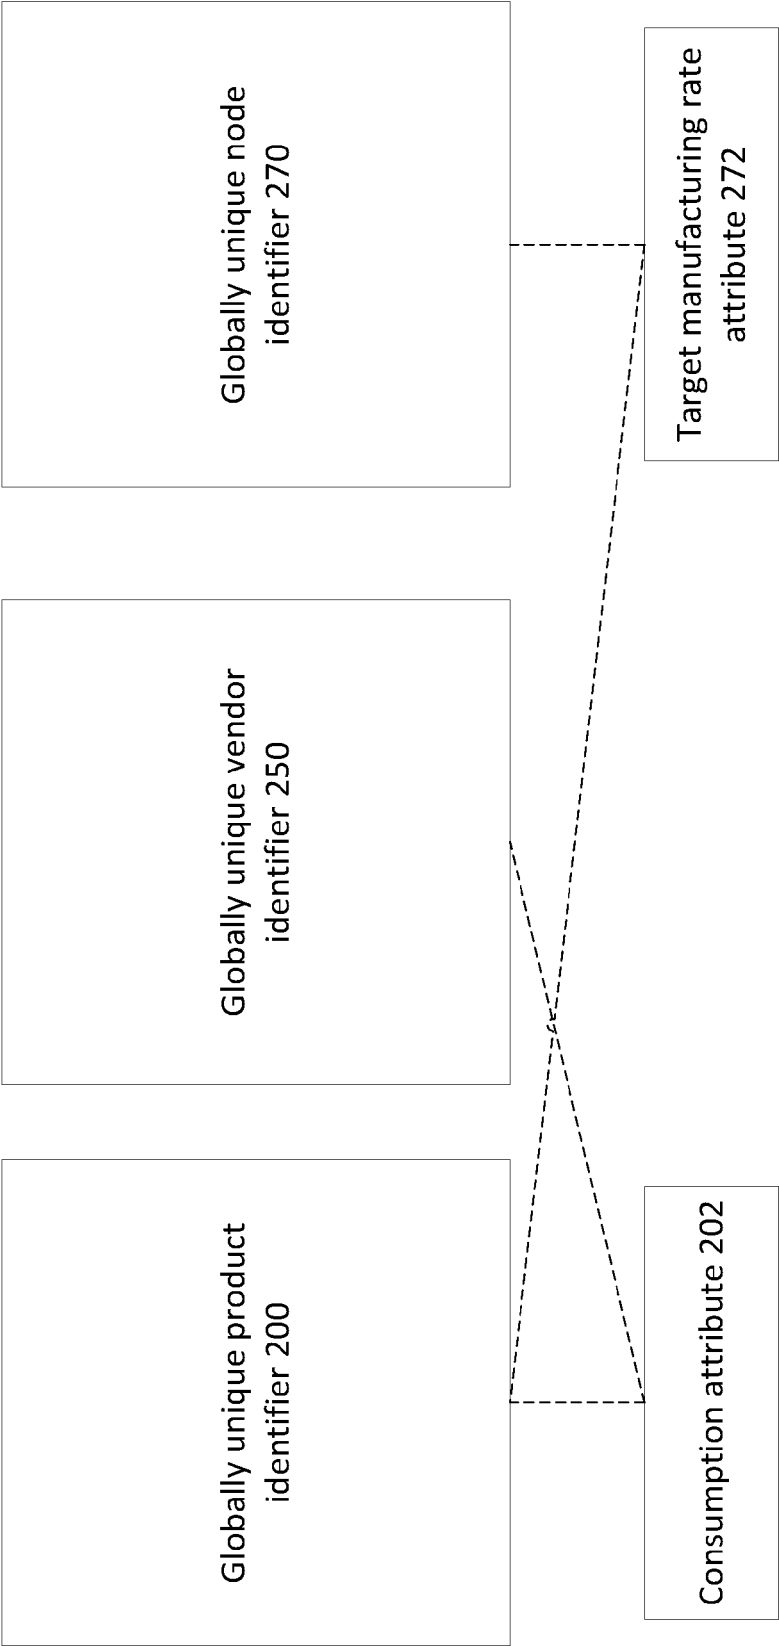 Globally unique product
identifier 200
Globally unique vendor
identifier 250
Globally unique node
identifier 270
Consumption attribute 202
Target manufacturing rate
attribute 272